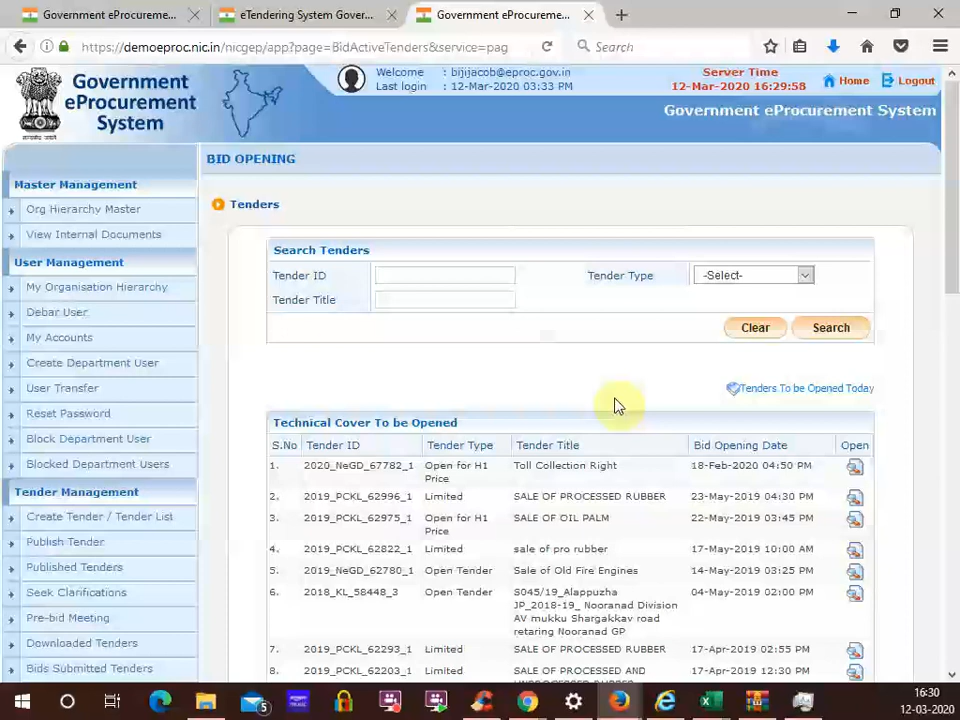 Government eProcureme... × eTendering System Gover... × Government eProcureme... × +
https://demoeproc.nic.in/nicgep/app?page=BidActiveTenders&service=pag Search
Government
eProcurement
System
Welcome : bijijacob@eproc.gov.in
Last login : 12-Mar-2020 03:33 PM
Server Time
12-Mar-2020 16:29:58
Home Logout
Government eProcurement System
Master Management
Org Hierarchy Master
View Internal Documents
User Management
My Organisation Hierarchy
Debar User
My Accounts
Create Department User
User Transfer
Reset Password
Block Department User
Blocked Department Users
Tender Management
Create Tender / Tender List
Publish Tender
Published Tenders
Seek Clarifications
Pre-bid Meeting
Downloaded Tenders
Bids Submitted Tenders
BID OPENING
Tenders
Search Tenders
Tender ID Tender Type -Select-
Tender Title
Clear Search
Tenders To be Opened Today
Technical Cover To be Opened
S.No Tender ID Tender Type Tender Title Bid Opening Date Open
1. 2020_NeGD_67782_1 Open for H1 Toll Collection Right 18-Feb-2020 04:50 PM
Price
2. 2019_PCKL_62996_1 Limited SALE OF PROCESSED RUBBER 23-May-2019 04:30 PM
3. 2019_PCKL_62975_1 Open for H1 SALE OF OIL PALM 22-May-2019 03:45 PM
Price
4. 2019_PCKL_62822_1 Limited sale of pro rubber 17-May-2019 10:00 AM
5. 2019_NeGD_62780_1 Open Tender Sale of Old Fire Engines 14-May-2019 03:25 PM
6. 2018_KL_58448_3 Open Tender S045/19_Alappuzha 04-May-2019 02:00 PM
JP_2018-19_ Nooranad Division
AV mukku Shargakkav road
retaring Nooranad GP
7. 2019_PCKL_62293_1 Limited SALE OF PROCESSED RUBBER 17-Apr-2019 02:55 PM
8. 2019_PCKL_62203_1 Limited SALE OF PROCESSED AND 17-Apr-2019 12:30 PM
5
16:30
12-03-2020